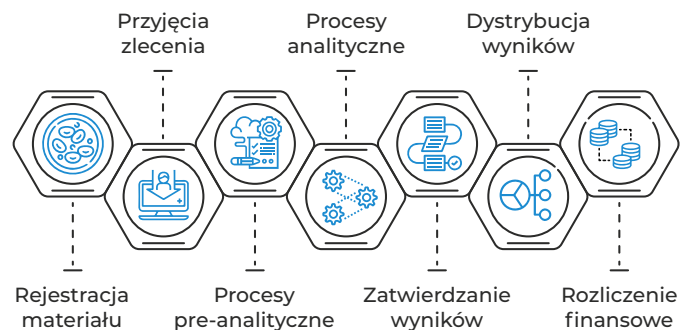 Przyjęcia
zlecenia
Procesy
analityczne
Dystrybucja
wyników
Rejestracja
materiału
Procesy
pre-analityczne
Zatwierdzanie
wyników
Rozliczenie
finansowe